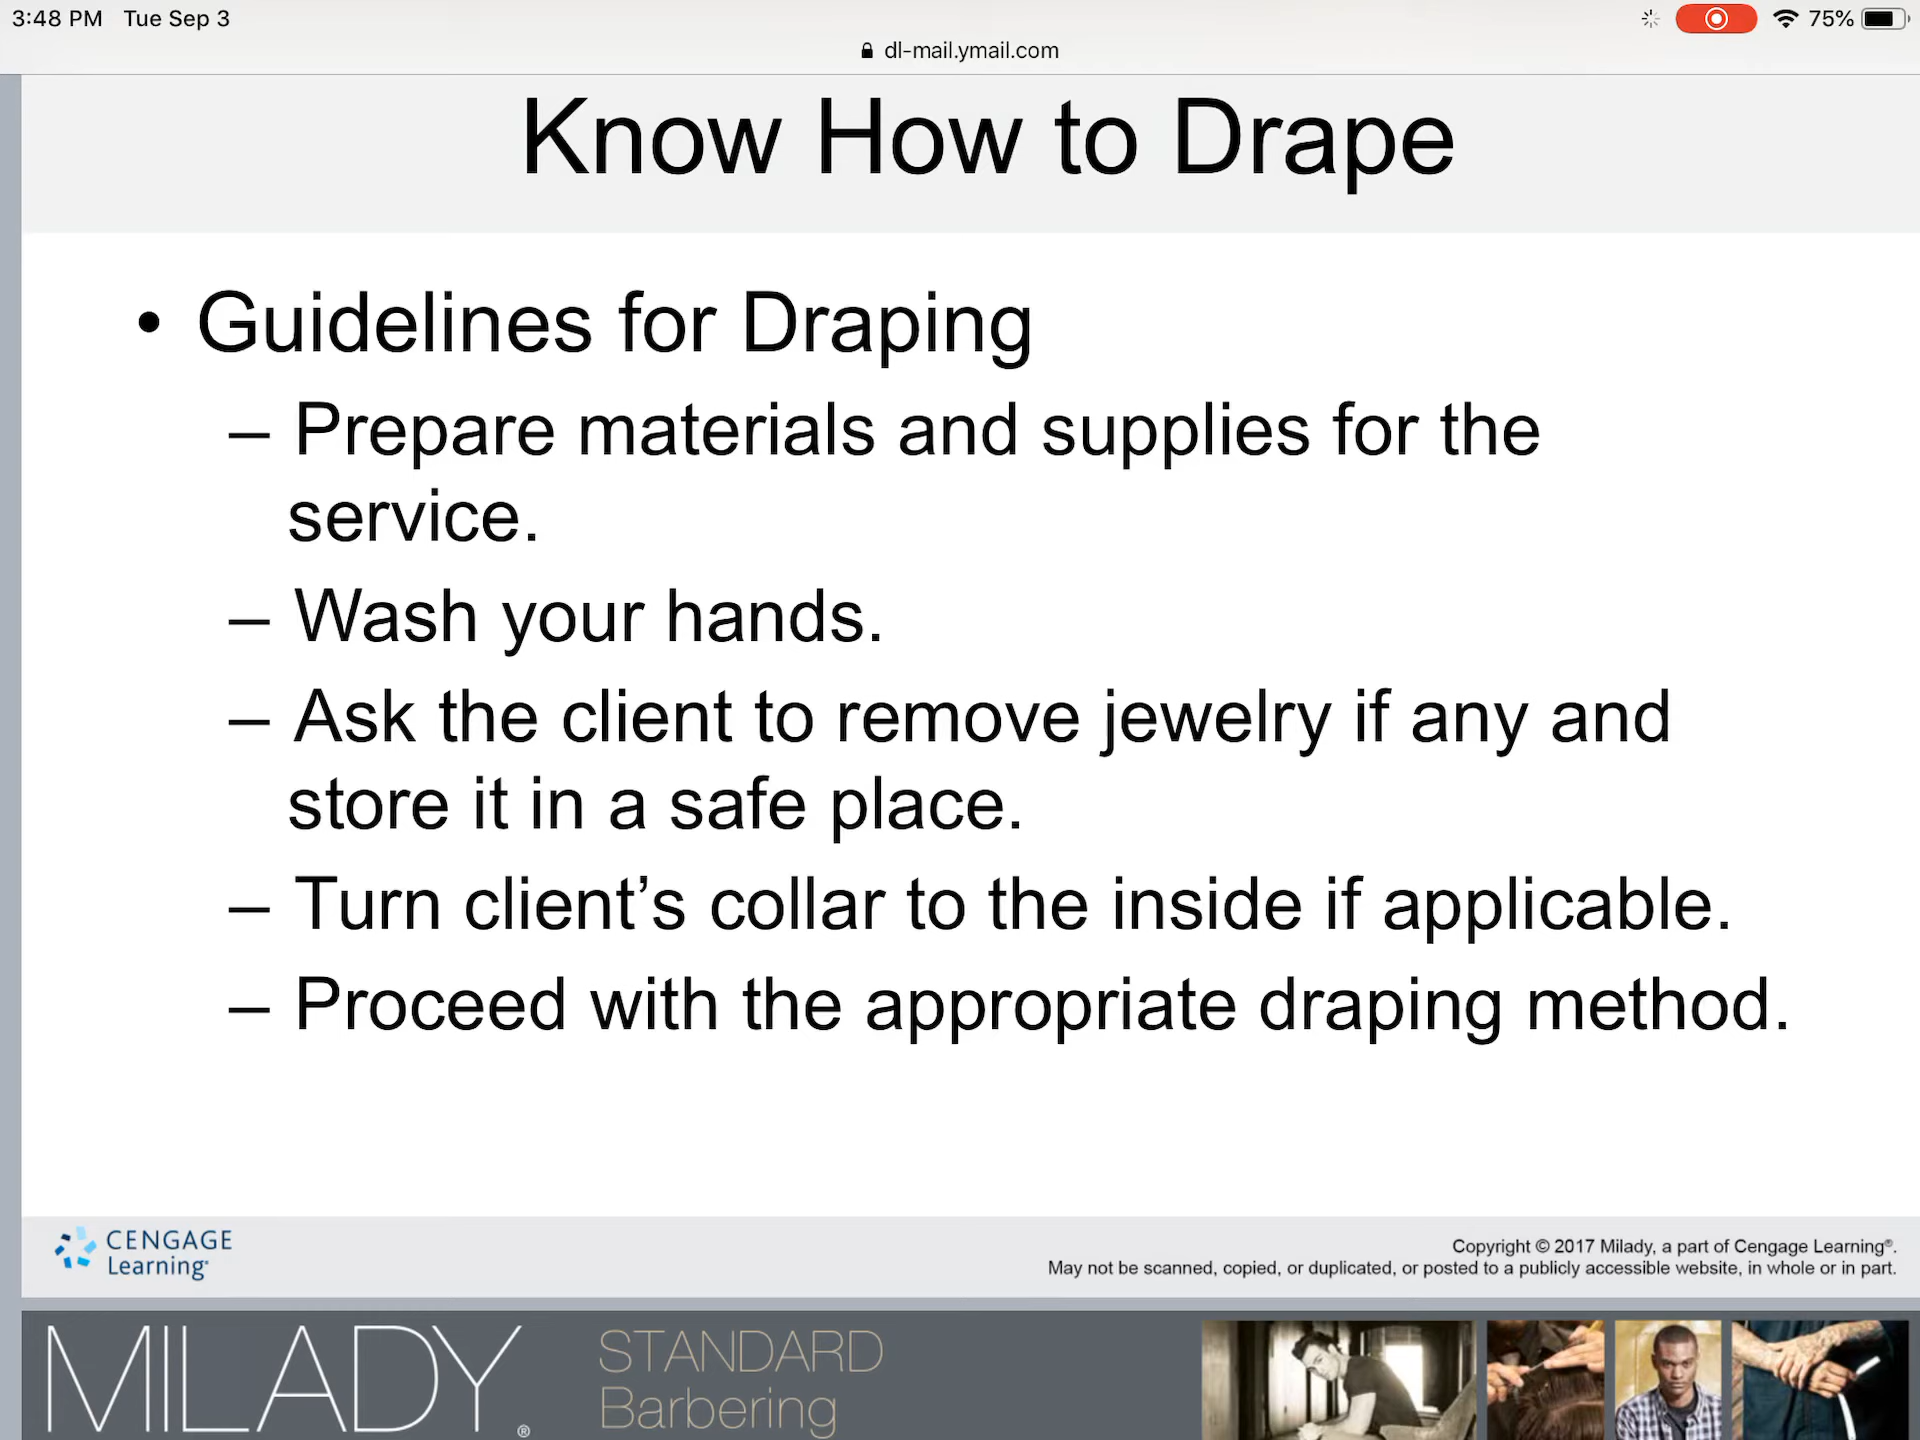 3:48 PM Tue Sep 3
75%
dl-mail.ymail.com
Know How to Drape
• Guidelines for Draping
– Prepare materials and supplies for the
service.
– Wash your hands.
– Ask the client to remove jewelry if any and
store it in a safe place.
– Turn client’s collar to the inside if applicable.
– Proceed with the appropriate draping method.
CENGAGE
Learning®
Copyright © 2017 Milady, a part of Cengage Learning®.
May not be scanned, copied, or duplicated, or posted to a publicly accessible website, in whole or in part.
MILADY®
STANDARD
Barbering